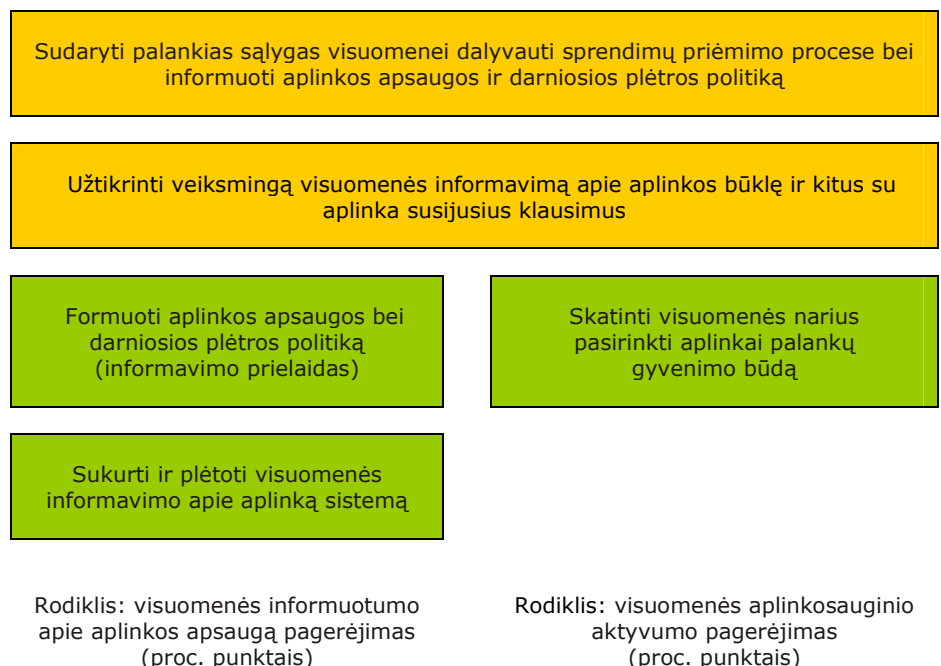 Sudaryti palankias sąlygas visuomenei dalyvauti sprendimų priėmimo procese bei
informuoti aplinkos apsaugos ir darniosios plėtros politiką
Užtikrinti veiksmingą visuomenės informavimą apie aplinkos būklę ir kitus su
aplinka susijusius klausimus
Formuoti aplinkos apsaugos bei
darniosios plėtros politiką
(informavimo prielaidas)
Skatinti visuomenės narius
pasirinkti aplinkai palankų
gyvenimo būdą
Sukurti ir plėtoti visuomenės
informavimo apie aplinką sistemą
Rodiklis: visuomenės informuotumo
apie aplinkos apsaugą pagerėjimas
(proc. punktais)
Rodiklis: visuomenės aplinkosauginio
aktyvumo pagerėjimas
(proc. punktais)